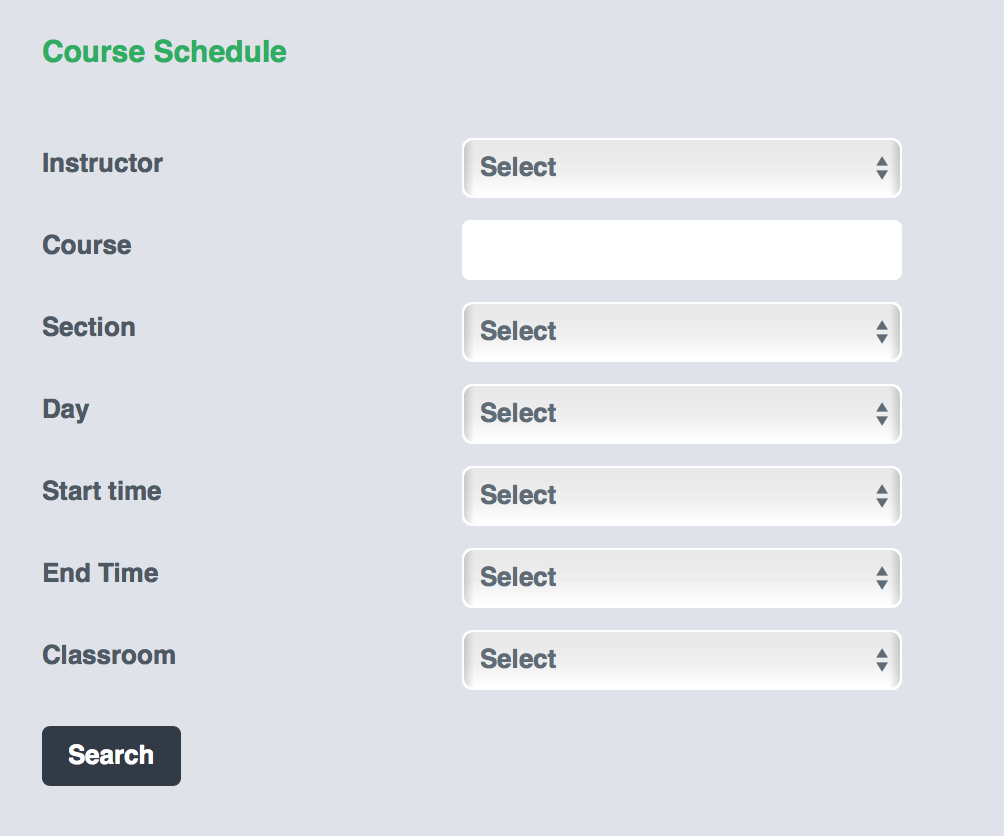 Course Schedule
Instructor Select
Course
Section Select
Day Select
Start time Select
End Time Select
Classroom Select
Search